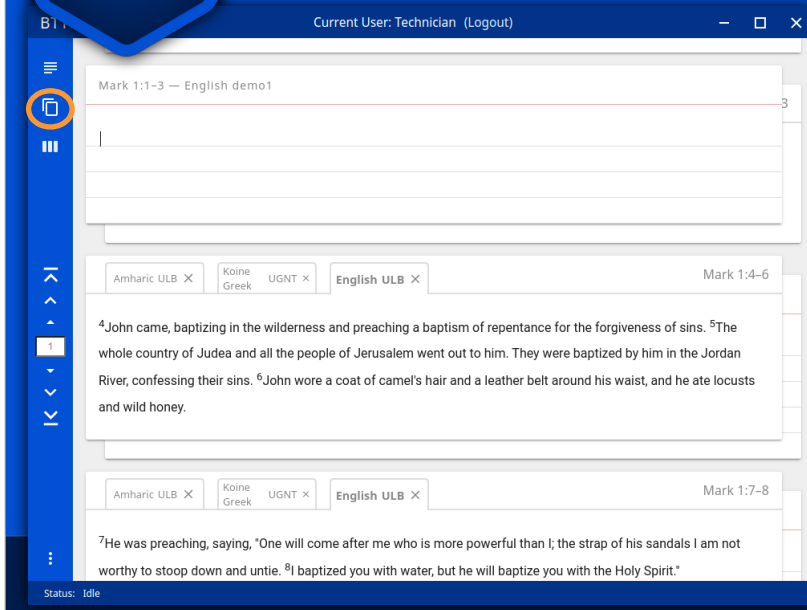 Current User: Technician (Logout)
Mark 1:1–3 — English demo1
3
Amharic ULB ×
Koine Greek UGNT ×
English ULB ×
Mark 1:4–6
⁴John came, baptizing in the wilderness and preaching a baptism of repentance for the forgiveness of sins. ⁵The
whole country of Judea and all the people of Jerusalem went out to him. They were baptized by him in the Jordan
River, confessing their sins. ⁶John wore a coat of camel's hair and a leather belt around his waist, and he ate locusts
and wild honey.
1
Amharic ULB ×
Koine Greek UGNT ×
English ULB ×
Mark 1:7–8
⁷He was preaching, saying, "One will come after me who is more powerful than I; the strap of his sandals I am not
worthy to stoop down and untie. ⁸I baptized you with water, but he will baptize you with the Holy Spirit."
Status: Idle